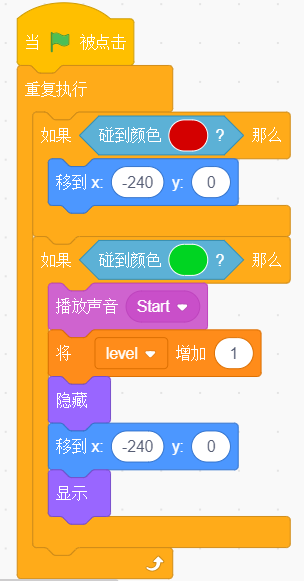 当 被点击
重复执行
如果 碰到颜色 ? 那么
移到 x: -240 y: 0
如果 碰到颜色 ? 那么
播放声音 Start
将 level 增加 1
隐藏
移到 x: -240 y: 0
显示